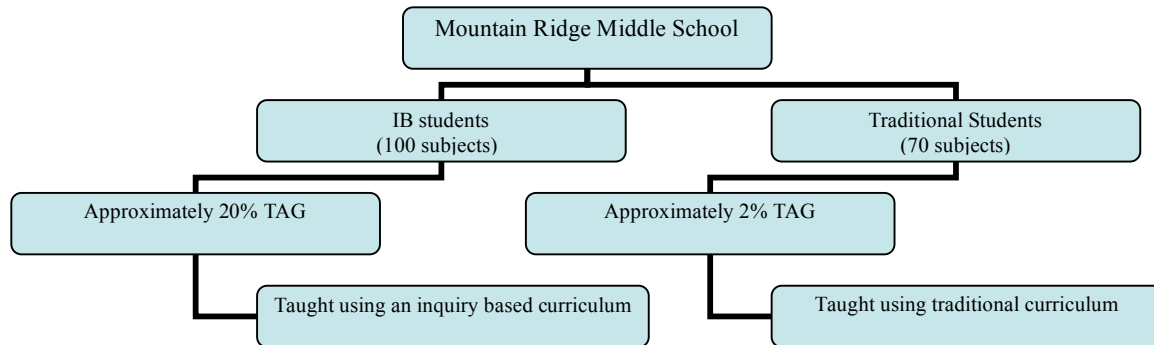 Mountain Ridge Middle School
IB students
(100 subjects)
Traditional Students
(70 subjects)
Approximately 20% TAG
Approximately 2% TAG
Taught using an inquiry based curriculum
Taught using traditional curriculum